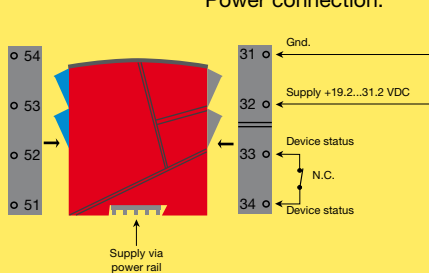 Power connection:
54
53
52
51
31
Gnd.
32
Supply +19.2...31.2 VDC
33
Device status
N.C.
34
Device status
Supply via
power rail